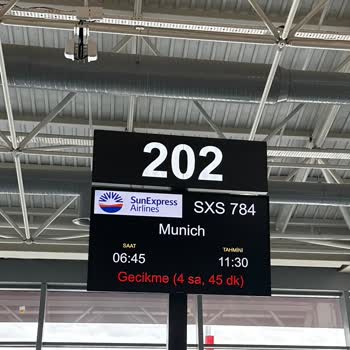 202
SunExpress
Airlines
SXS 784
Munich
SAAT TAHMİNİ
06:45 11:30
Gecikme (4 sa, 45 dk)